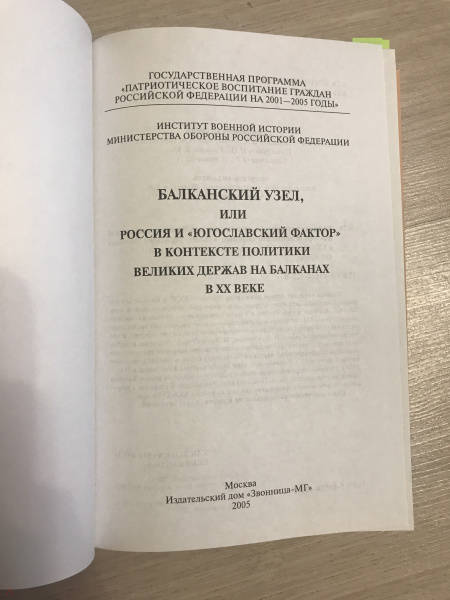 ГОСУДАРСТВЕННАЯ ПРОГРАММА
«ПАТРИОТИЧЕСКОЕ ВОСПИТАНИЕ ГРАЖДАН
РОССИЙСКОЙ ФЕДЕРАЦИИ НА 2001—2005 ГОДЫ»
ИНСТИТУТ ВОЕННОЙ ИСТОРИИ
МИНИСТЕРСТВА ОБОРОНЫ РОССИЙСКОЙ ФЕДЕРАЦИИ
БАЛКАНСКИЙ УЗЕЛ,
ИЛИ
РОССИЯ И «ЮГОСЛАВСКИЙ ФАКТОР»
В КОНТЕКСТЕ ПОЛИТИКИ
ВЕЛИКИХ ДЕРЖАВ НА БАЛКАНАХ
В XX ВЕКЕ
Москва
Издательский дом «Звонница-МГ»
2005